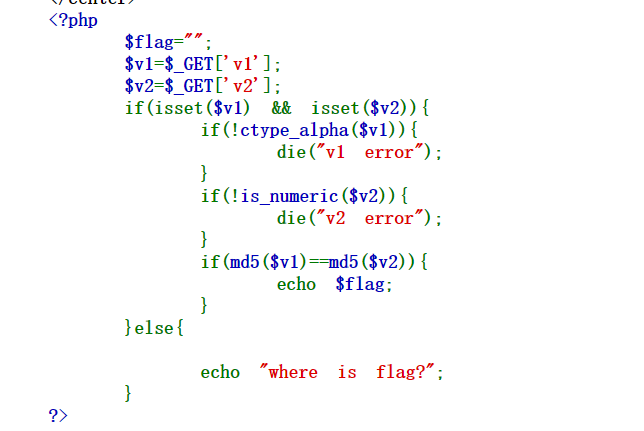 <?php
$flag="";
$v1=$_GET['v1'];
$v2=$_GET['v2'];
if(isset($v1) && isset($v2)){
if(!ctype_alpha($v1)){
die("v1 error");
}
if(!is_numeric($v2)){
die("v2 error");
}
if(md5($v1)==md5($v2)){
echo $flag;
}
}else{
echo "where is flag?";
}
?>